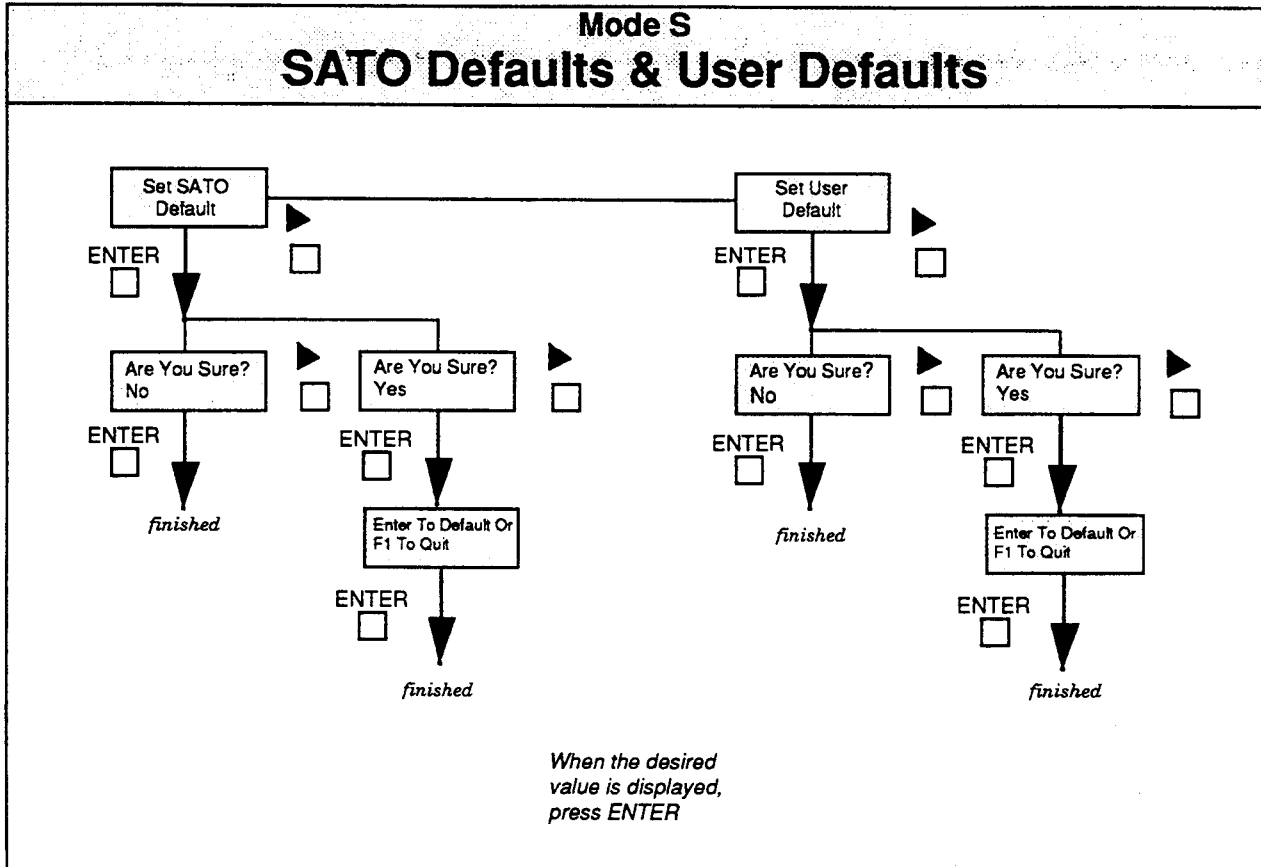 Mode S
SATO Defaults & User Defaults
Set SATO
Default
Set User
Default
ENTER
ENTER
Are You Sure?
No
Are You Sure?
Yes
Are You Sure?
No
Are You Sure?
Yes
ENTER
ENTER
ENTER
ENTER
finished
Enter To Default Or
F1 To Quit
finished
Enter To Default Or
F1 To Quit
ENTER
ENTER
finished
finished
When the desired
value is displayed,
press ENTER